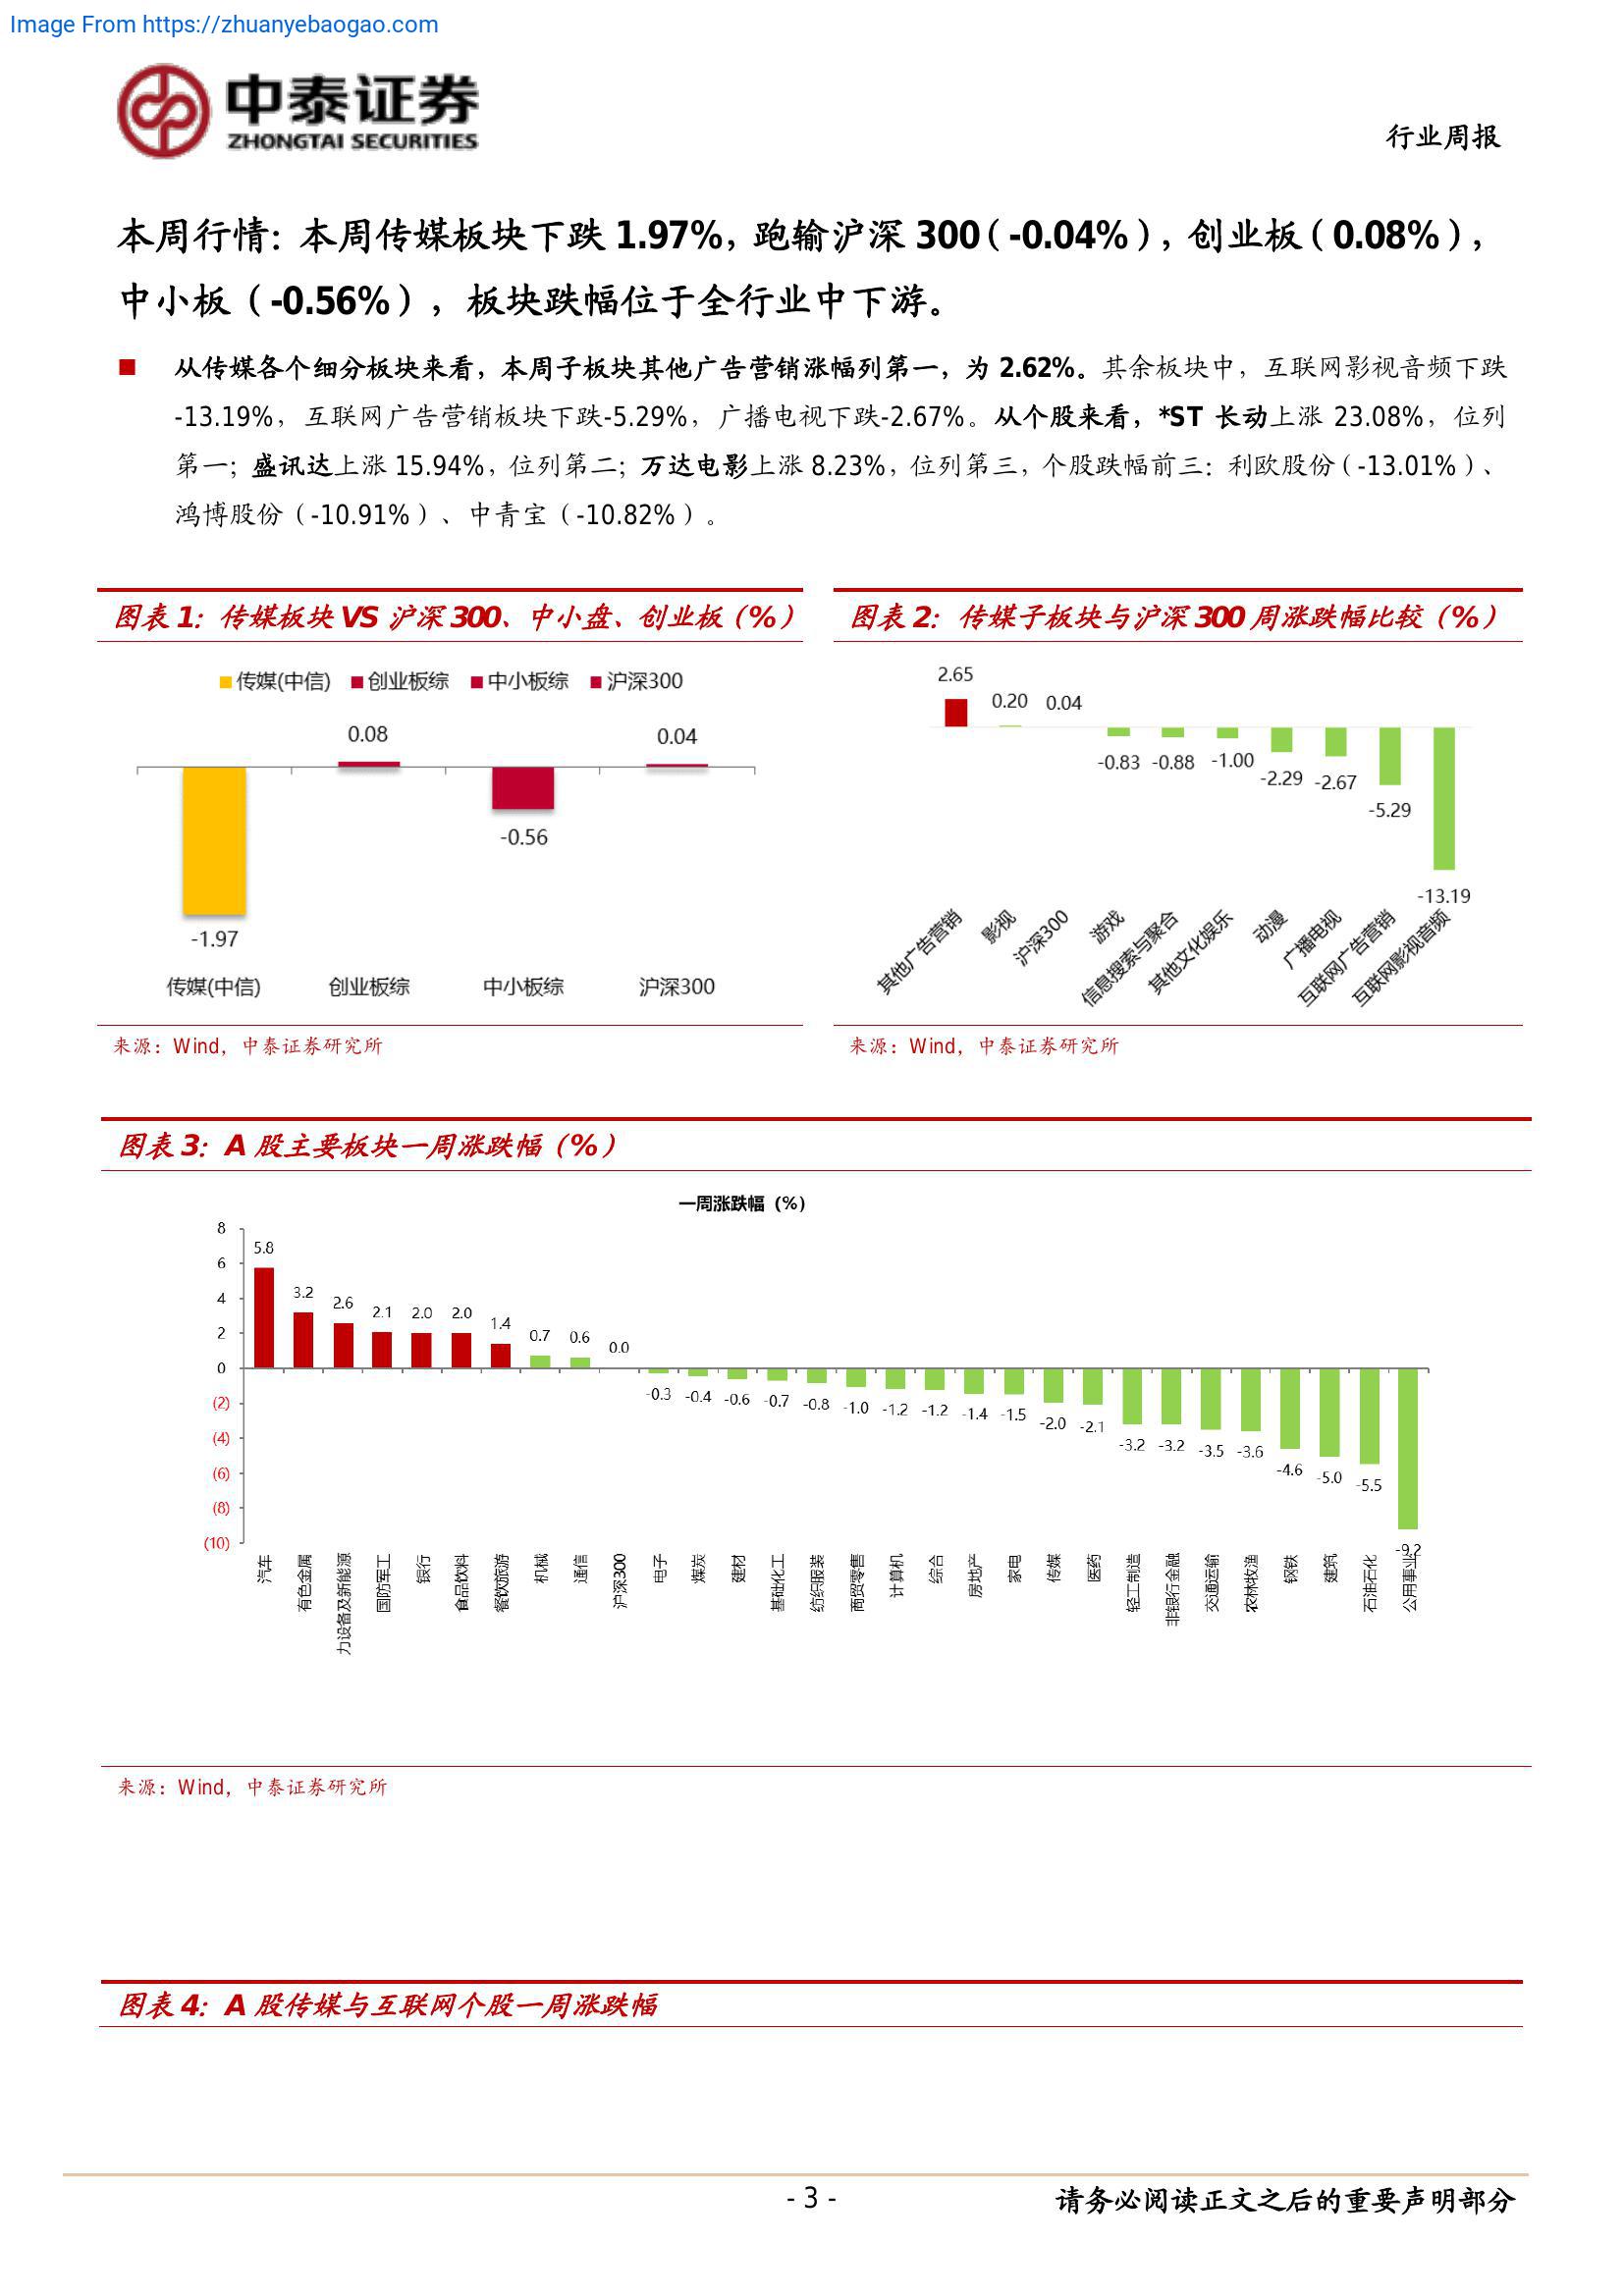 Image From https://zhuanyebaogao.com
中泰证券
ZHONGTAI SECURITIES
行业周报
本周行情：本周传媒板块下跌 1.97%，跑输沪深 300（-0.04%），创业板（0.08%），
中小板（-0.56%），板块跌幅位于全行业中下游。
从传媒各个细分板块来看，本周子板块其他广告营销涨幅列第一，为 2.62%。其余板块中，互联网影视音频下跌
-13.19%，互联网广告营销板块下跌-5.29%，广播电视下跌-2.67%。从个股来看，*ST 长动上涨 23.08%，位列
第一；盛讯达上涨 15.94%，位列第二；万达电影上涨 8.23%，位列第三，个股跌幅前三：利欧股份（-13.01%）、
鸿博股份（-10.91%）、中青宝（-10.82%）。
图表 1：传媒板块 VS 沪深 300、中小盘、创业板（%）
传媒(中信) 创业板综 中小板综 沪深300
0.08 0.04
-0.56
-1.97
传媒(中信) 创业板综 中小板综 沪深300
来源：Wind，中泰证券研究所
图表 2：传媒子板块与沪深 300 周涨跌幅比较（%）
2.65 0.20 0.04
-0.83 -0.88 -1.00 -2.29 -2.67 -5.29 -13.19
其他广告营销
影视
沪深300
游戏
信息搜索与聚合
其他文化娱乐
动漫
广播电视
互联网广告营销
互联网影视音频
来源：Wind，中泰证券研究所
图表 3：A 股主要板块一周涨跌幅（%）
一周涨跌幅（%）
8
6
4
2
0
(2)
(4)
(6)
(8)
(10)
5.8 3.2 2.6 2.1 2.0 2.0 1.4 0.7 0.6 0.0
-0.3 -0.4 -0.6 -0.7 -0.8 -1.0 -1.2 -1.2 -1.4 -1.5 -2.0 -2.1 -3.2 -3.2 -3.5 -3.6 -4.6 -5.0 -5.5 -9.2
汽车
有色金属
力设备及新能源
国防军工
银行
食品饮料
餐饮旅游
机械
通信
沪深300
电子
煤炭
建材
基础化工
纺织服装
商贸零售
计算机
综合
房地产
家电
传媒
医药
轻工制造
非银行金融
交通运输
农林牧渔
钢铁
建筑
石油石化
公用事业
来源：Wind，中泰证券研究所
图表 4：A 股传媒与互联网个股一周涨跌幅
- 3 -
请务必阅读正文之后的重要声明部分